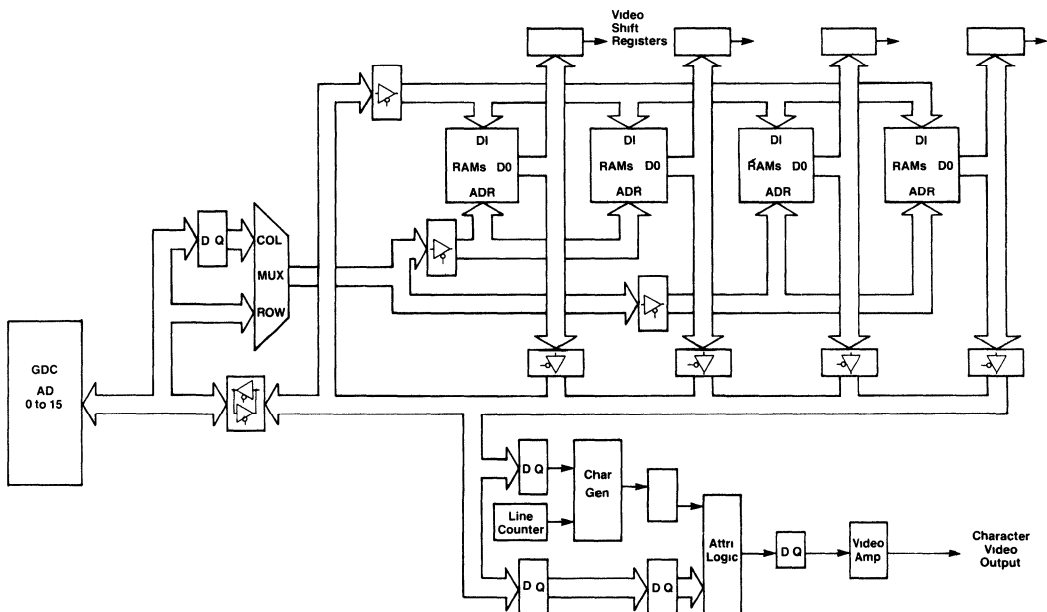 Video
Shift
Registers
DI
RAMs D0
ADR
DI
RAMs D0
ADR
DI
RAMs D0
ADR
DI
RAMs D0
ADR
D Q
COL
MUX
ROW
GDC
AD
0 to 15
D Q
Char
Gen
Line
Counter
Attri
Logic
D Q
Video
Amp
Character
Video
Output
D Q
D Q